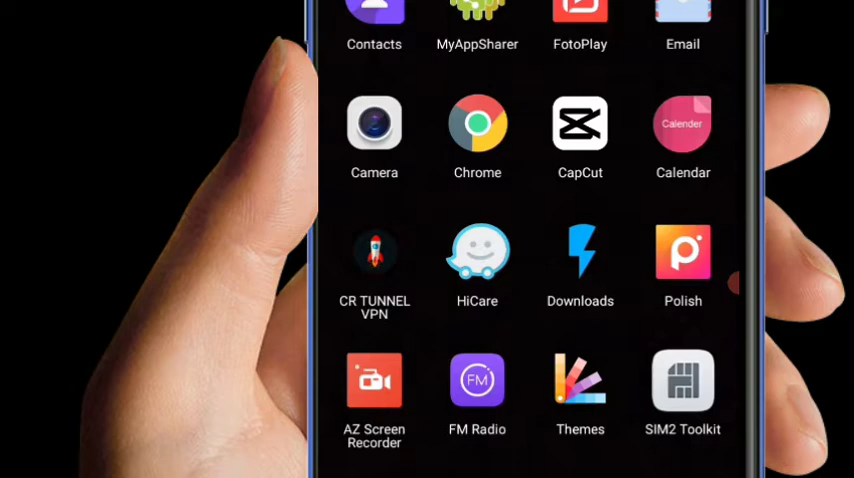 Contacts
MyAppSharer
FotoPlay
Email
Camera
Chrome
CapCut
Calender
Calendar
CR TUNNEL
VPN
HiCare
Downloads
Polish
AZ Screen
Recorder
FM
FM Radio
Themes
SIM2 Toolkit